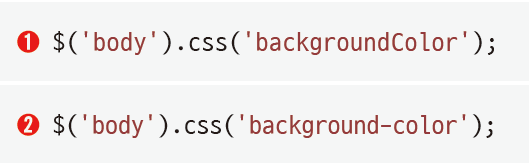 ❶ $('body').css('backgroundColor');
❷ $('body').css('background-color');